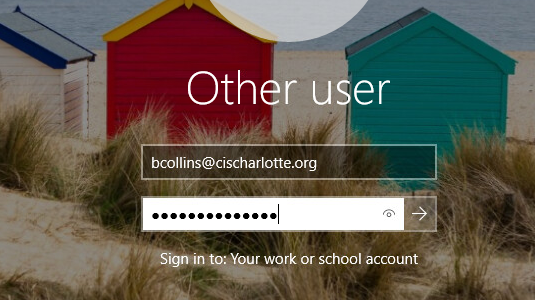 Other user
bcollins@cischarlotte.org
••••••••••••••
Sign in to: Your work or school account